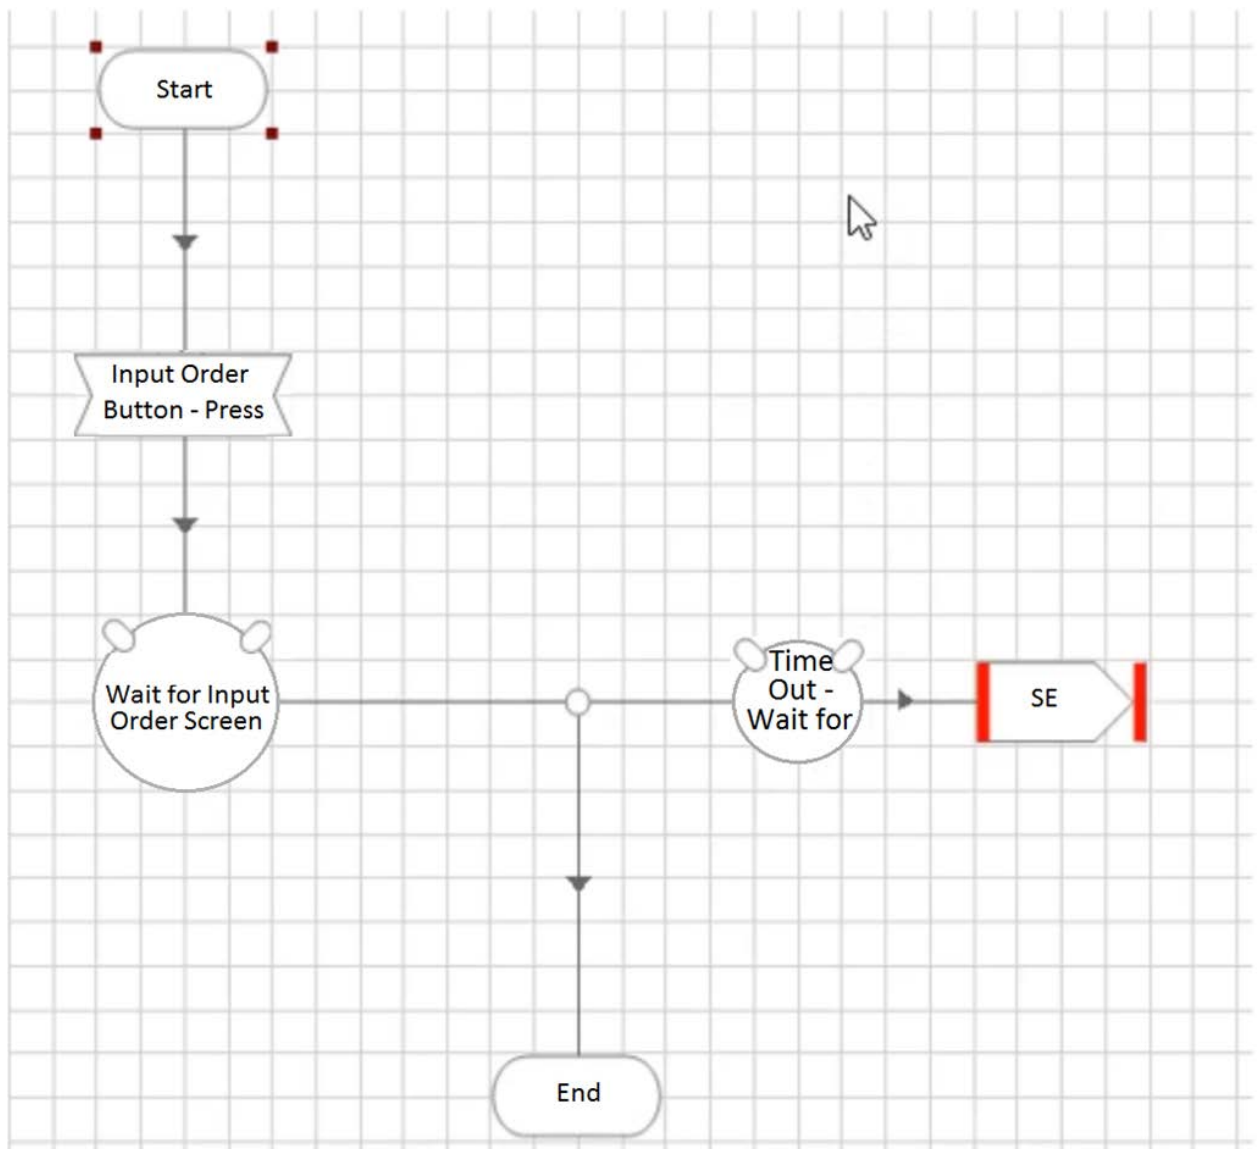 Start
Input Order
Button - Press
Wait for Input
Order Screen
Time
Out -
Wait for
SE
End